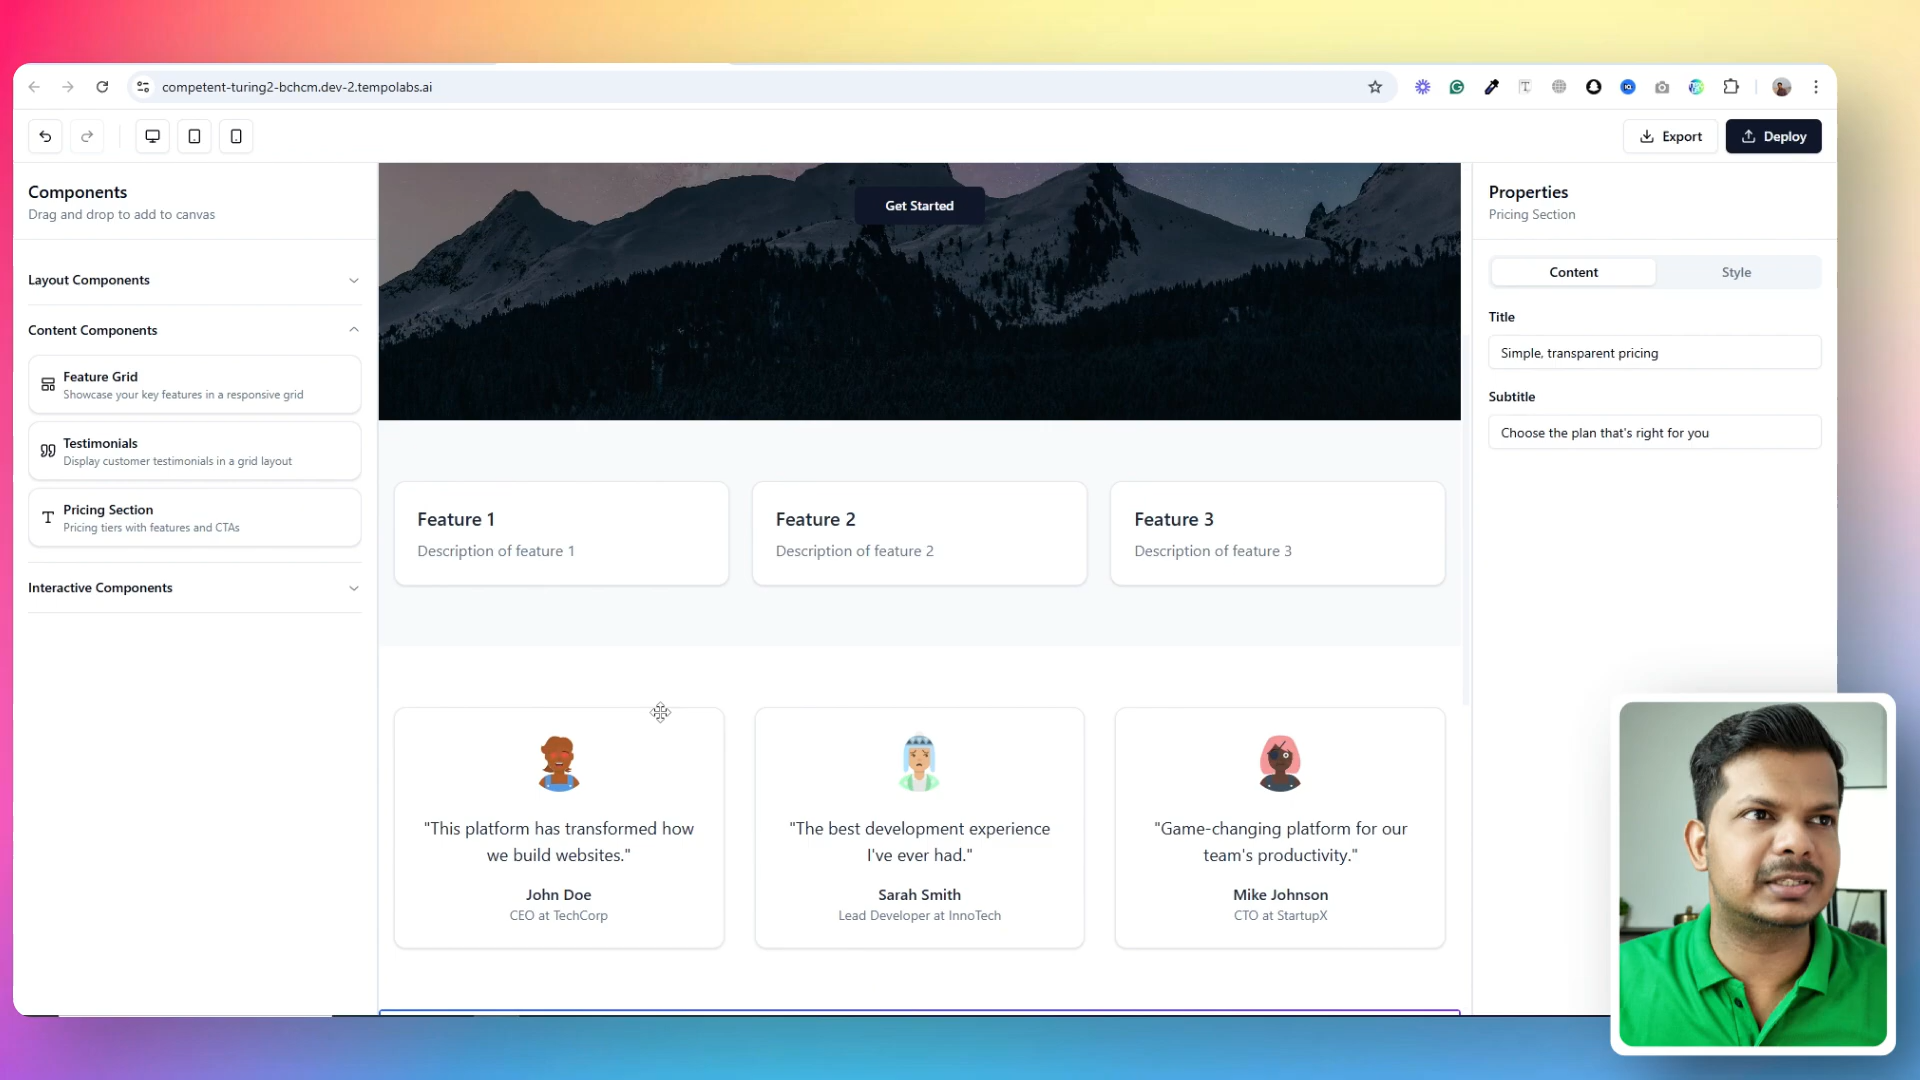 competent-turing2-bchcm.dev-2.tempolabs.ai
Export
Deploy
Components
Drag and drop to add to canvas
Layout Components
Content Components
Feature Grid
Showcase your key features in a responsive grid
Testimonials
Display customer testimonials in a grid layout
Pricing Section
Pricing tiers with features and CTAs
Interactive Components
Get Started
Feature 1
Description of feature 1
Feature 2
Description of feature 2
Feature 3
Description of feature 3
"This platform has transformed how
we build websites."
John Doe
CEO at TechCorp
"The best development experience
I've ever had."
Sarah Smith
Lead Developer at InnoTech
"Game-changing platform for our
team's productivity."
Mike Johnson
CTO at StartupX
Properties
Pricing Section
Content
Style
Title
Simple, transparent pricing
Subtitle
Choose the plan that's right for you